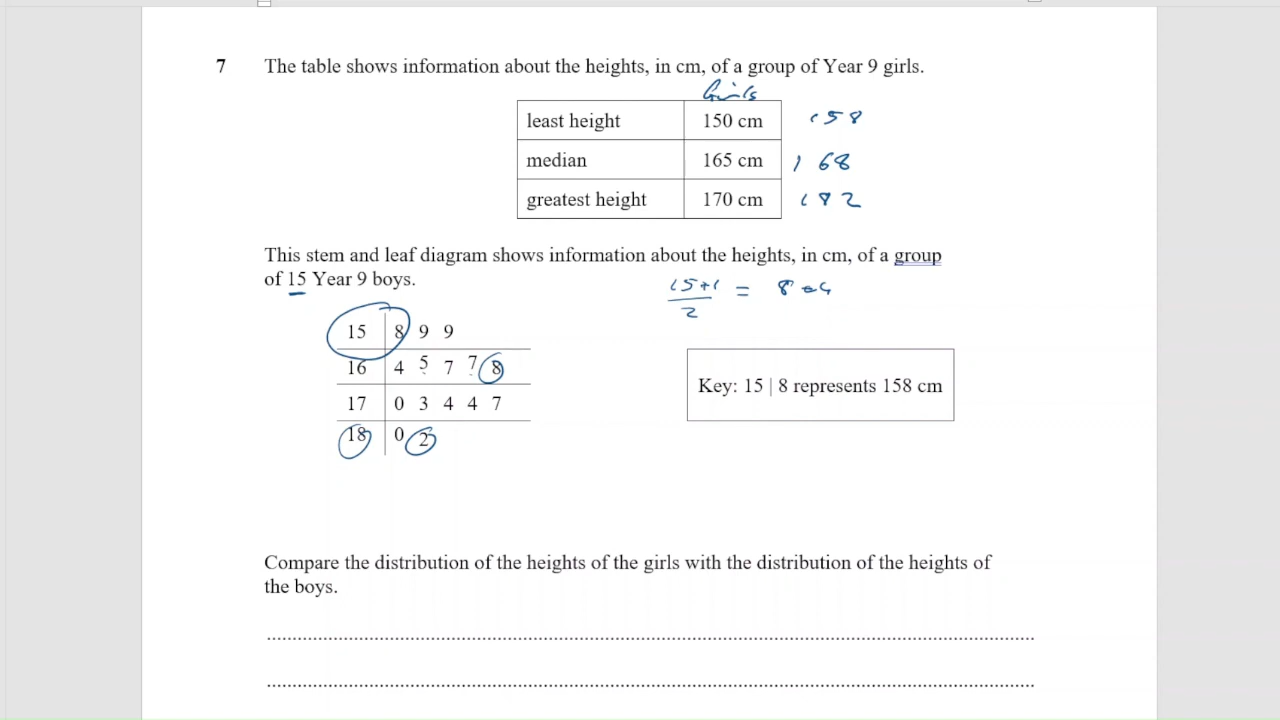 7 The table shows information about the heights, in cm, of a group of Year 9 girls.
Girls
least height 150 cm 158
median 165 cm 168
greatest height 170 cm 182
This stem and leaf diagram shows information about the heights, in cm, of a group
of 15 Year 9 boys.
15+1
2
= 8
15 8 9 9
16 4 5 7 7 8
17 0 3 4 4 7
18 0 2
Key: 15 | 8 represents 158 cm
Compare the distribution of the heights of the girls with the distribution of the heights of
the boys.